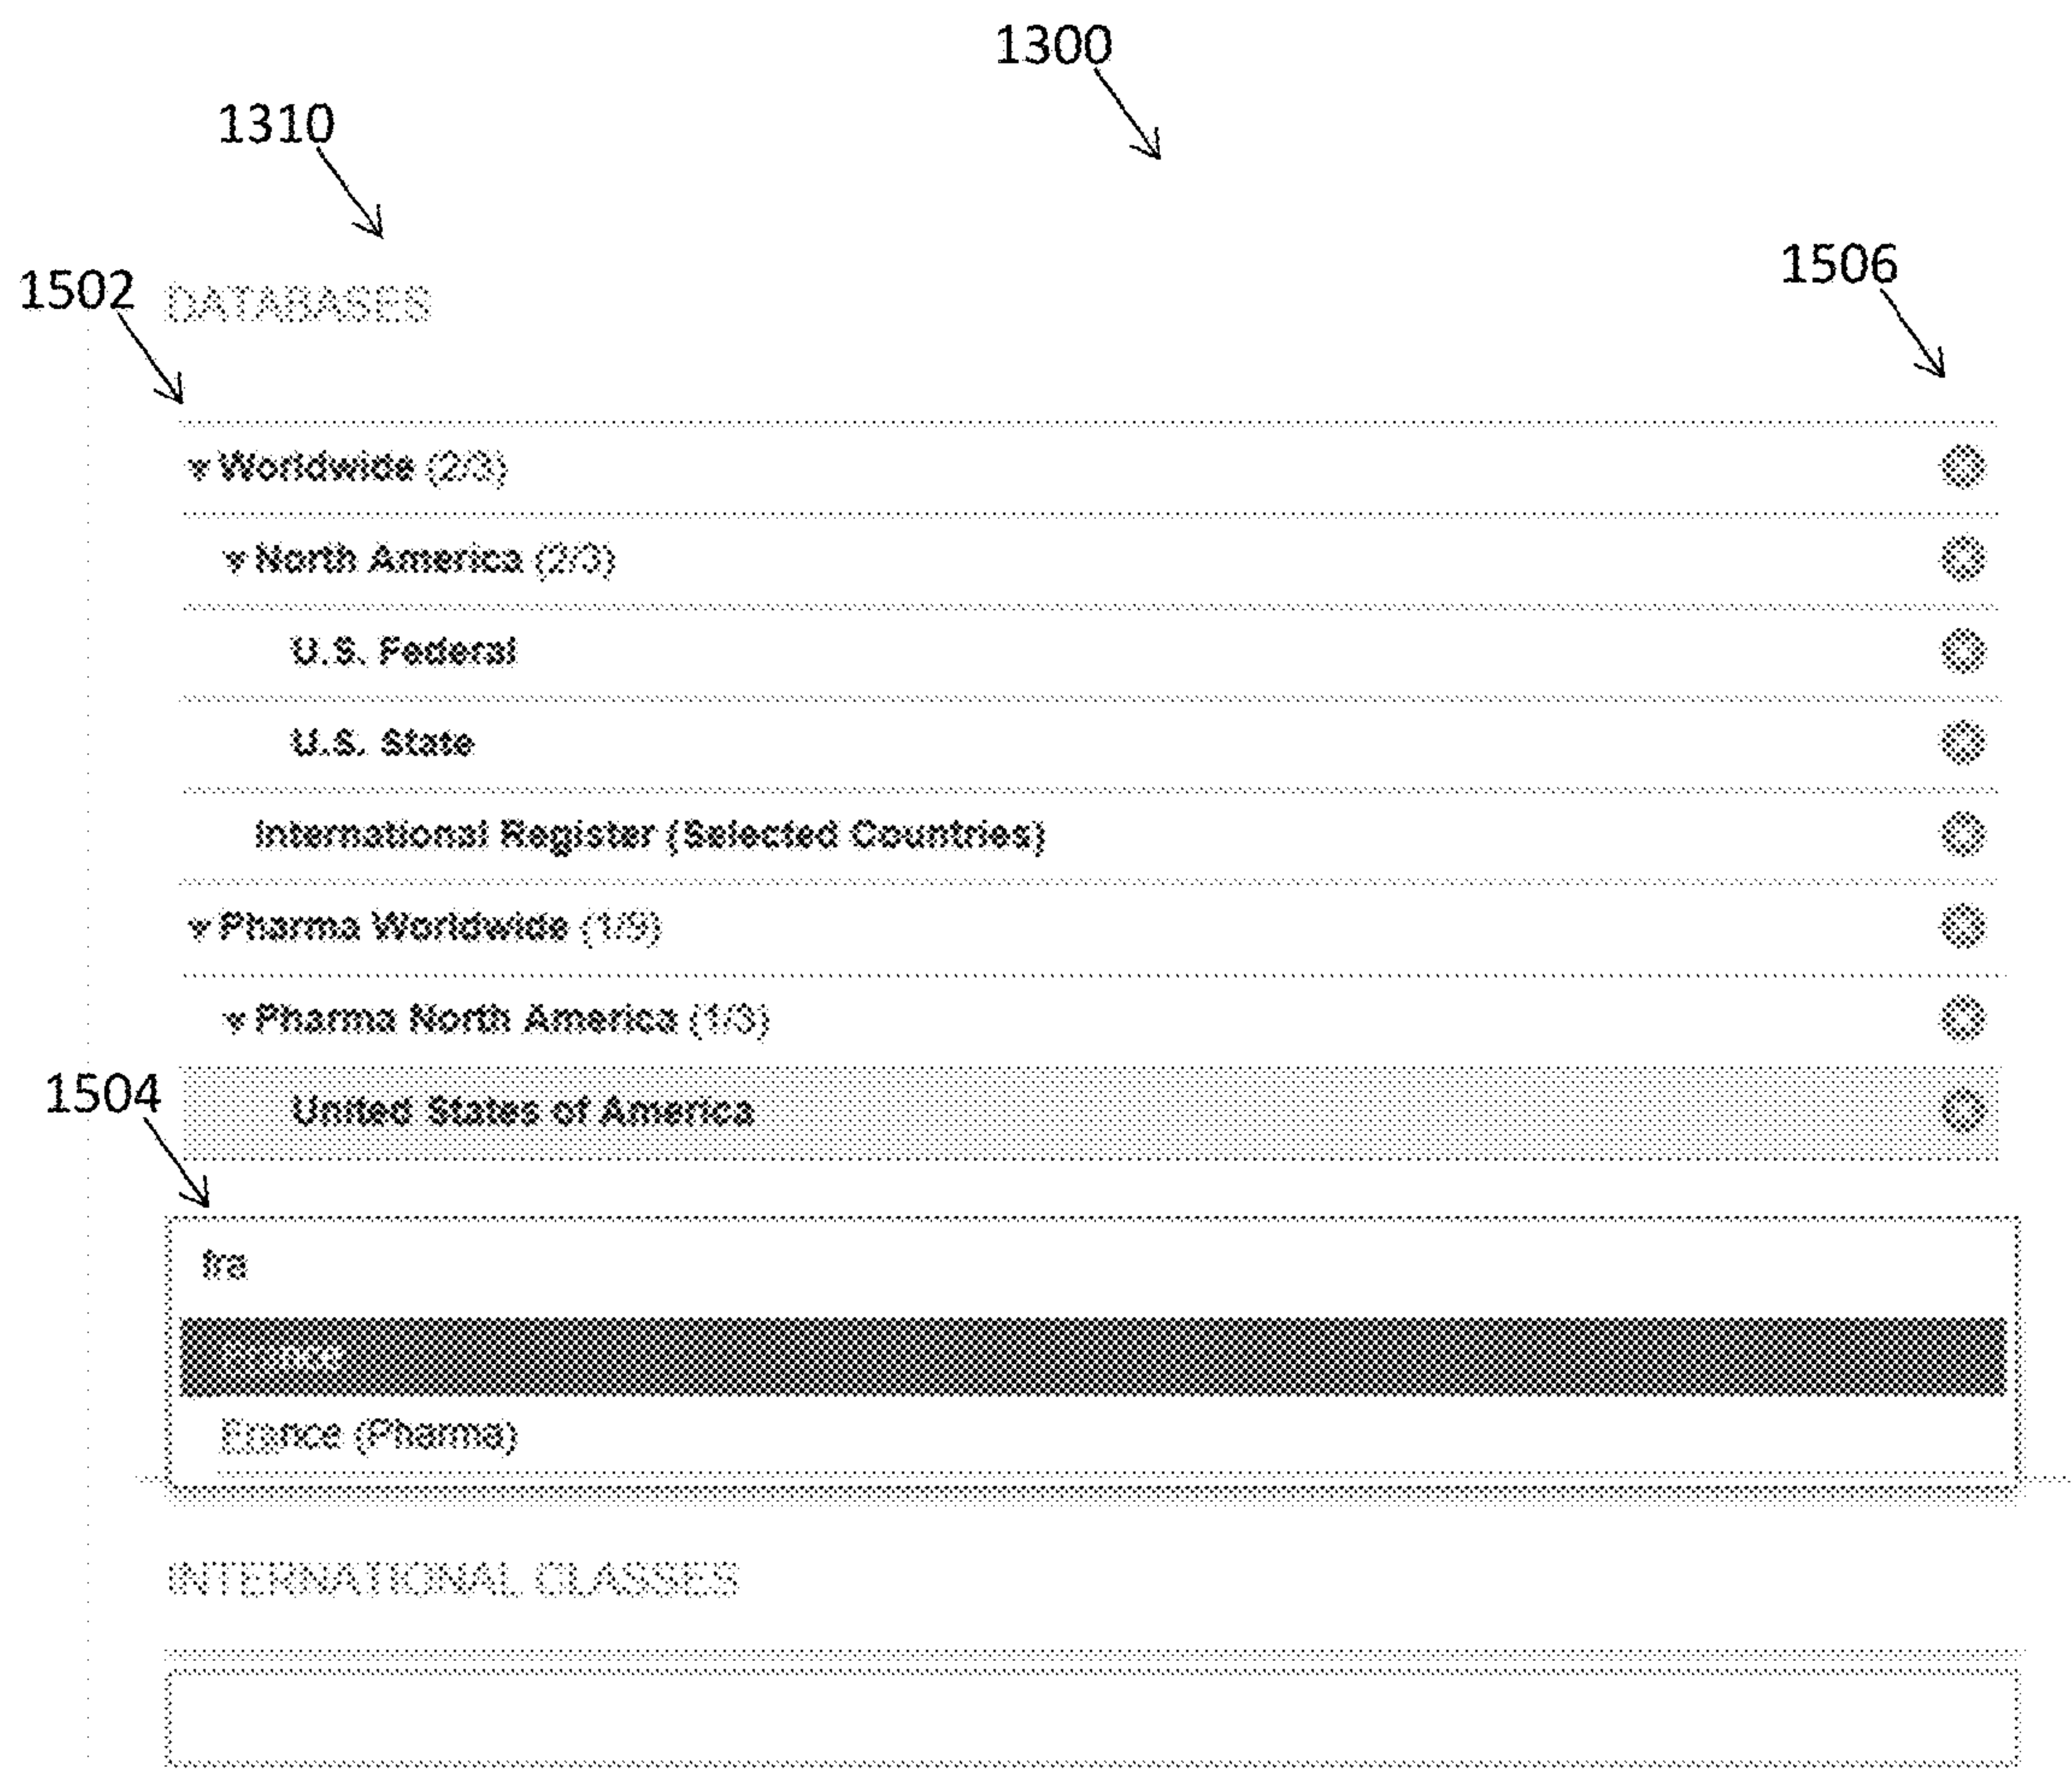 1300
1310
1506
1502 DATABASES
Worldwide (2/3)
North America (2/3)
U.S. Federal
U.S. State
International Register (Selected Countries)
Pharma Worldwide (1/9)
Pharma North America (1/3)
1504
United States of America
fra
France (Pharma)
INTERNATIONAL CLASSES